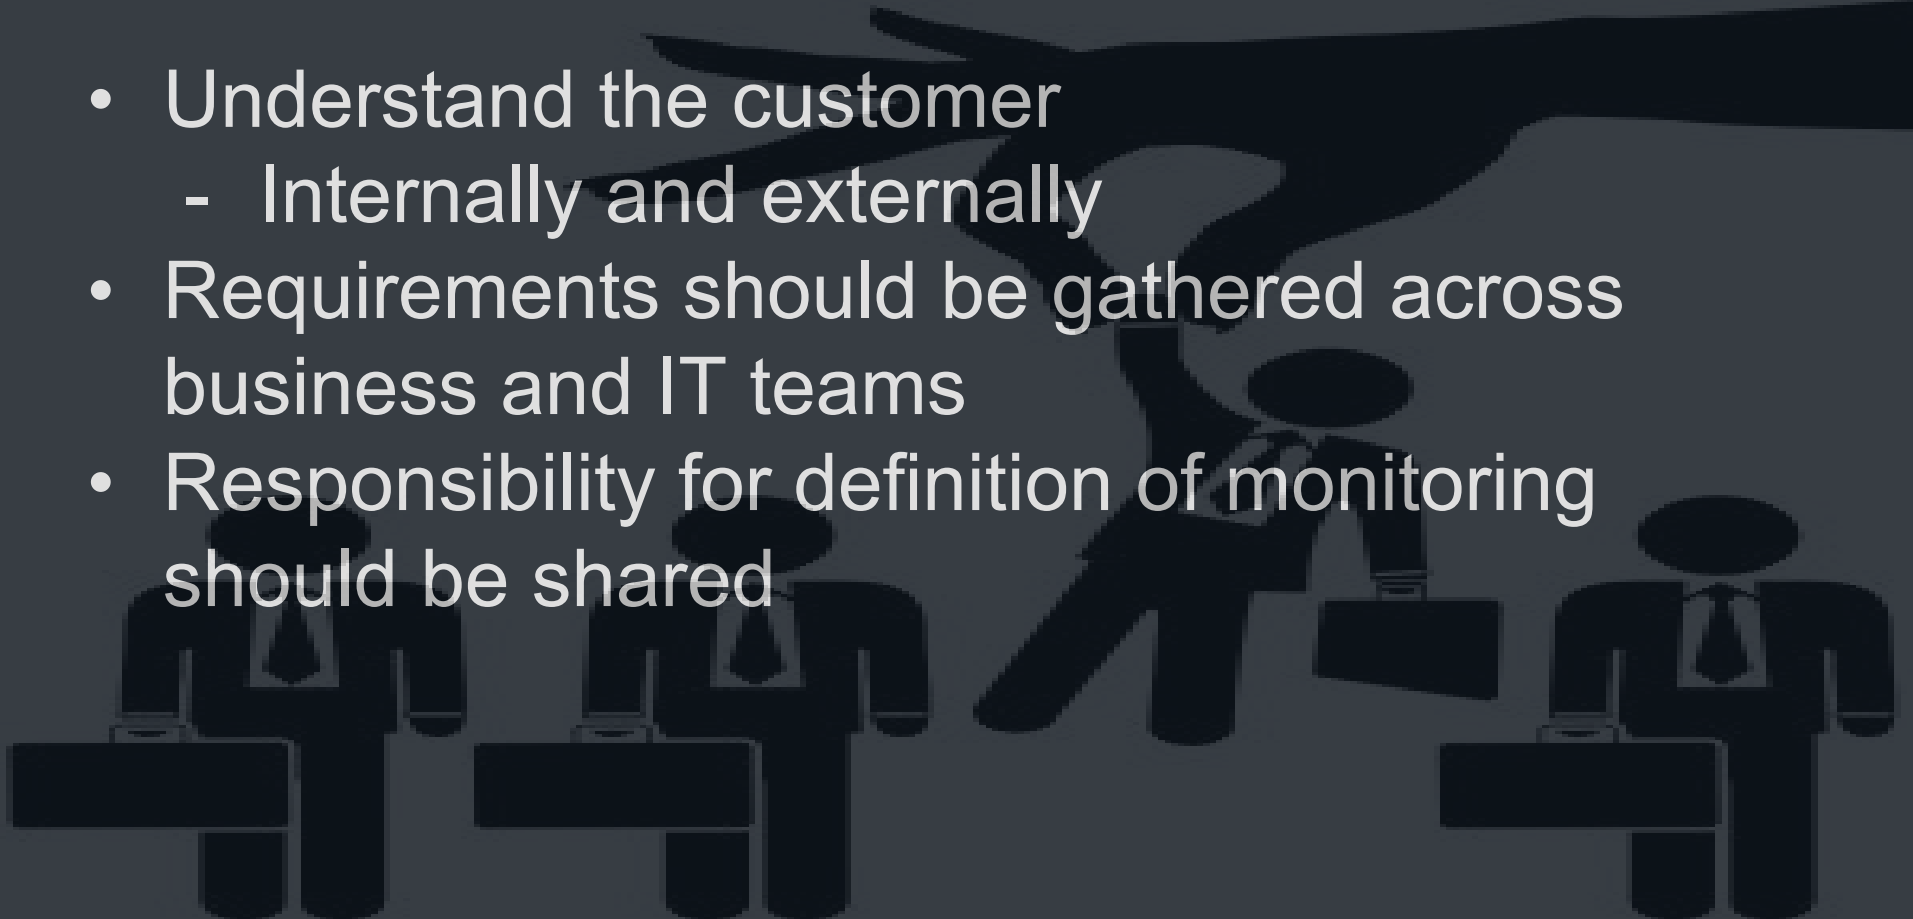 • Understand the customer
- Internally and externally
• Requirements should be gathered across
business and IT teams
• Responsibility for definition of monitoring
should be shared